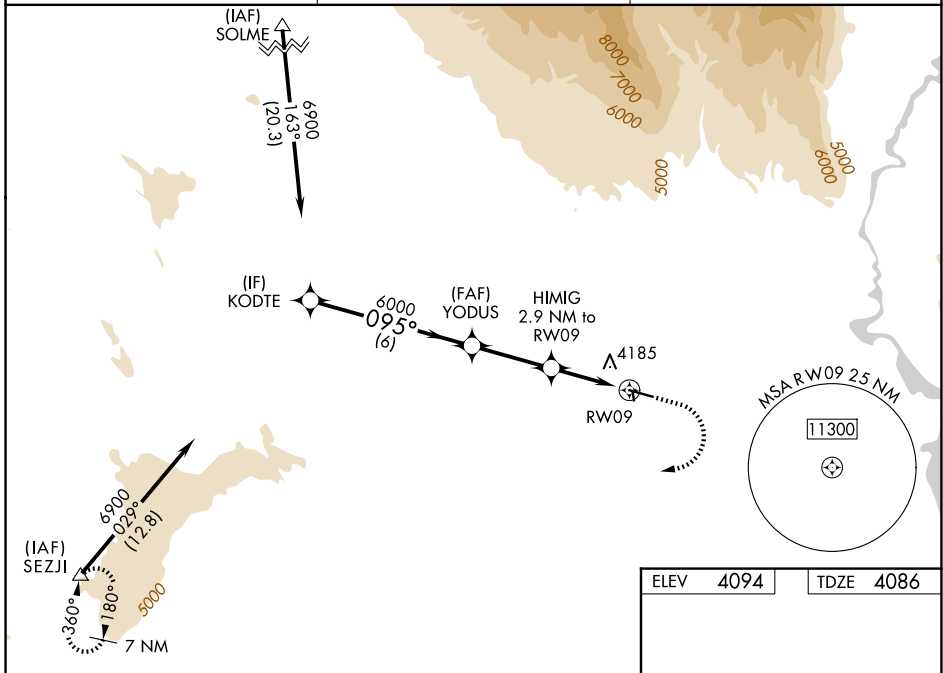 (IAF)
SOLME
6900
163°
(20.3)
8000
7000
6000
5000
5000
6000
(IF)
KODTE
6000
095°
(6)
(FAF)
YODUS
HIMIG
2.9 NM to
RW09
4185
RW09
MSA RW09 25 NM
11300
6900
029°
(12.8)
(IAF)
SEZJI
360°
180°
5000
7 NM
ELEV 4094
TDZE 4086